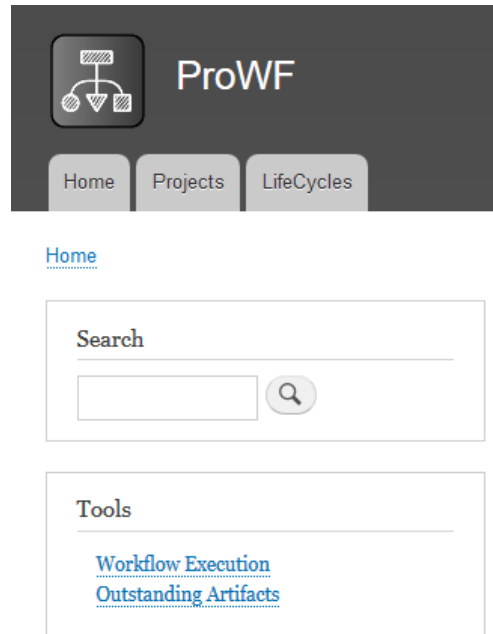 ProWF
Home Projects LifeCycles
Home
Search
Tools
Workflow Execution
Outstanding Artifacts